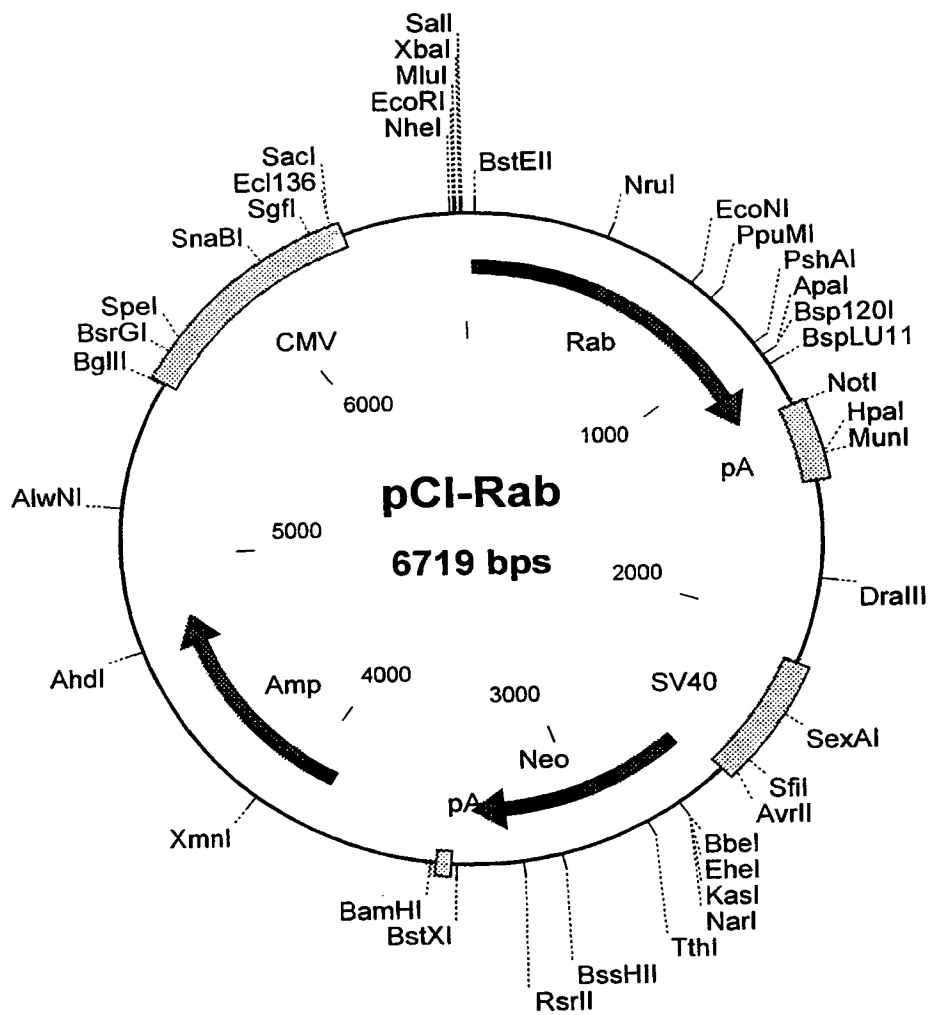 SalI
XbaI
MluI
EcoRI
NheI
BstEII
NruI
EcoNI
PpuMI
PshAI
ApaI
Bsp120I
BspLU11
NotI
HpaI
MunI
DraIII
SexAI
SfiI
AvrII
BbeI
EheI
KasI
NarI
TthI
BssHII
RsrII
BstXI
BamHI
XmnI
AhdI
AlwNI
BglII
BsrGI
SpeI
SnaBI
SgfI
Ecl136
SacI
CMV
Rab
6000
1000
pA
pCI-Rab
6719 bps
5000
2000
SV40
Amp
4000
3000
Neo
pA